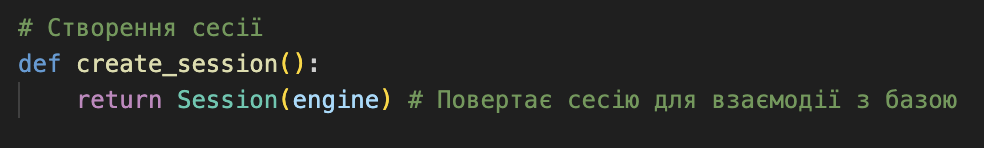 # Створення сесії
def create_session():
    return Session(engine) # Повертає сесію для взаємодії з базою